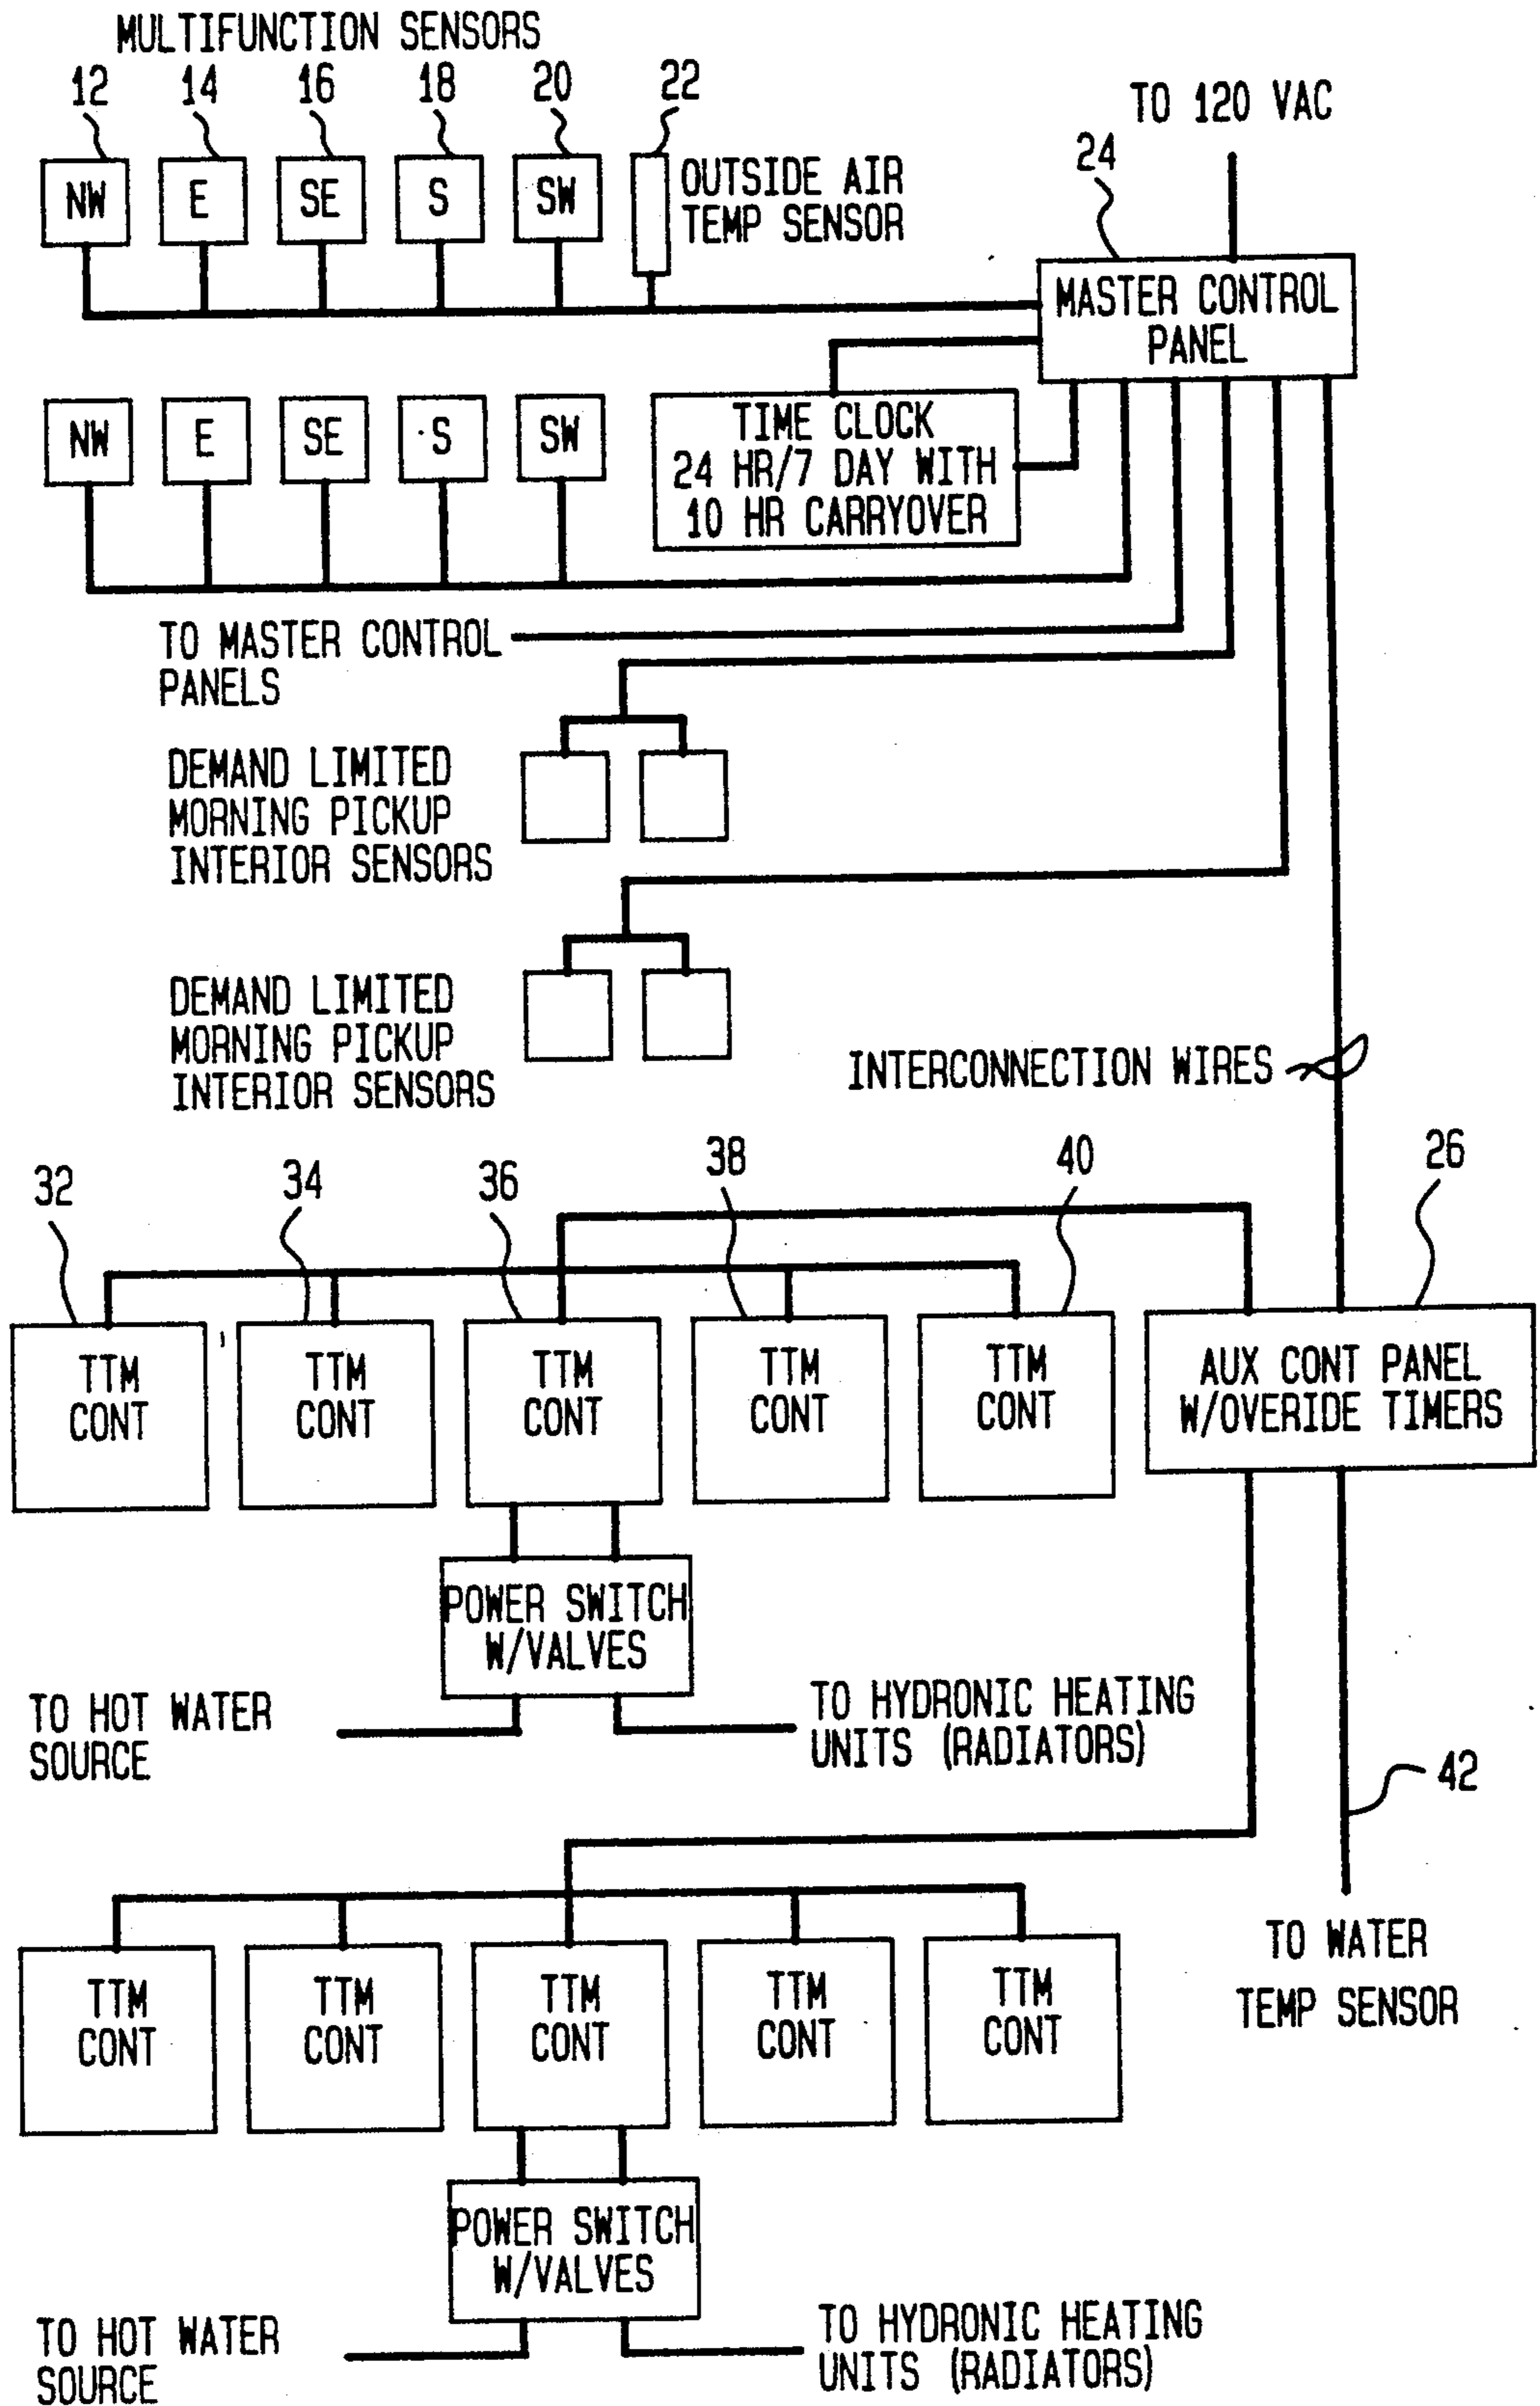 MULTIFUNCTION SENSORS
12 14 16 18 20 22
TO 120 VAC
24
NW E SE S SW
OUTSIDE AIR
TEMP SENSOR
MASTER CONTROL
PANEL
NW E SE S SW
TIME CLOCK
24 HR/7 DAY WITH
10 HR CARRYOVER
TO MASTER CONTROL
PANELS
DEMAND LIMITED
MORNING PICKUP
INTERIOR SENSORS
DEMAND LIMITED
MORNING PICKUP
INTERIOR SENSORS
INTERCONNECTION WIRES
32 34 36 38 40 26
TTM
CONT
TTM
CONT
TTM
CONT
TTM
CONT
TTM
CONT
AUX CONT PANEL
W/OVERIDE TIMERS
POWER SWITCH
W/VALVES
TO HOT WATER
SOURCE
TO HYDRONIC HEATING
UNITS (RADIATORS)
42
TO WATER
TEMP SENSOR
TTM
CONT
TTM
CONT
TTM
CONT
TTM
CONT
TTM
CONT
POWER SWITCH
W/VALVES
TO HOT WATER
SOURCE
TO HYDRONIC HEATING
UNITS (RADIATORS)